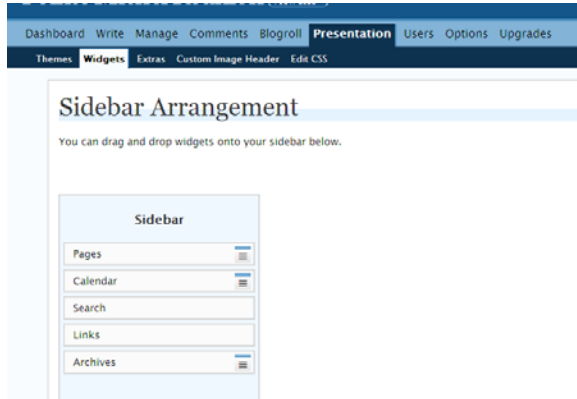 Dashboard Write Manage Comments Blogroll Presentation Users Options Upgrades
Themes Widgets Extras Custom Image Header Edit CSS
Sidebar Arrangement
You can drag and drop widgets onto your sidebar below.
Sidebar
Pages
Calendar
Search
Links
Archives